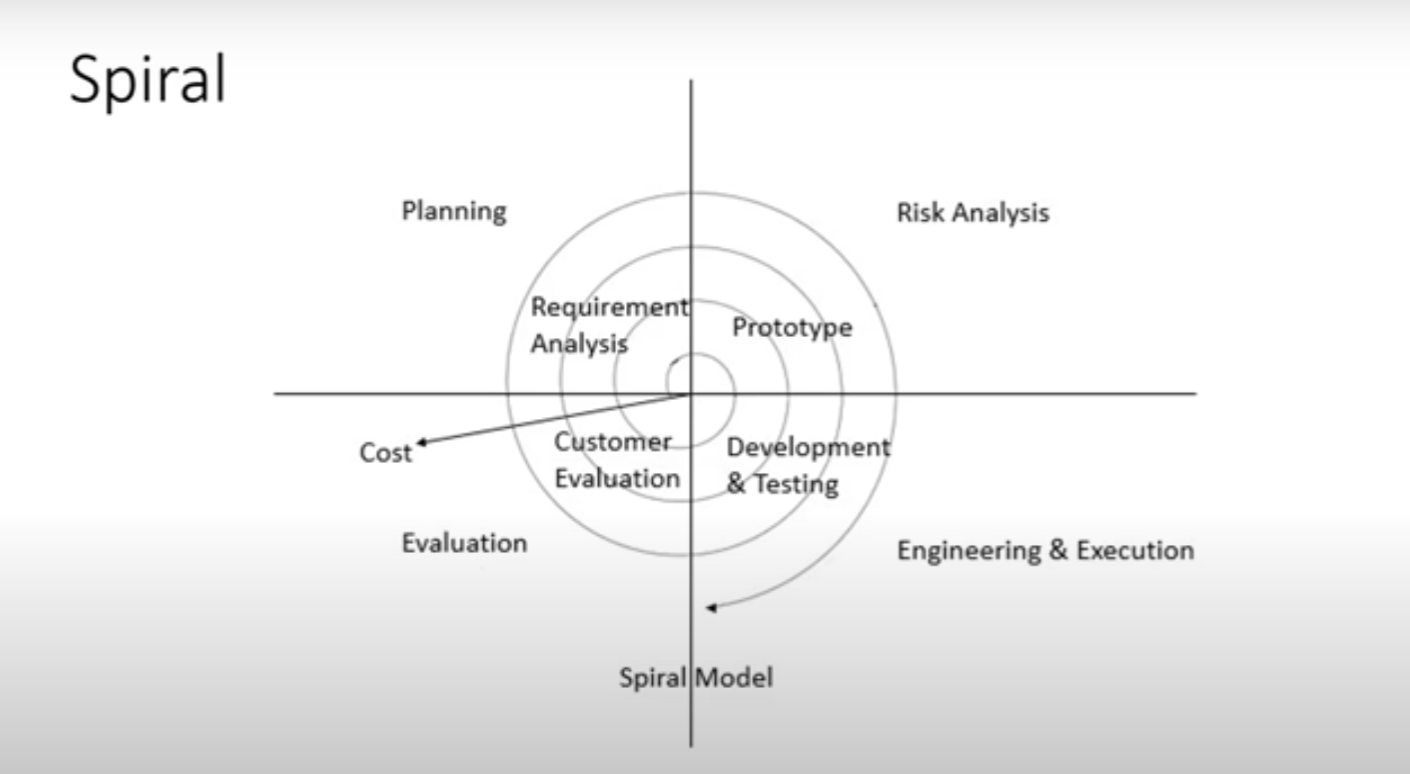 Spiral
Planning
Risk Analysis
Requirement
Analysis
Prototype
Cost
Customer
Evaluation
Development
& Testing
Evaluation
Engineering & Execution
Spiral Model